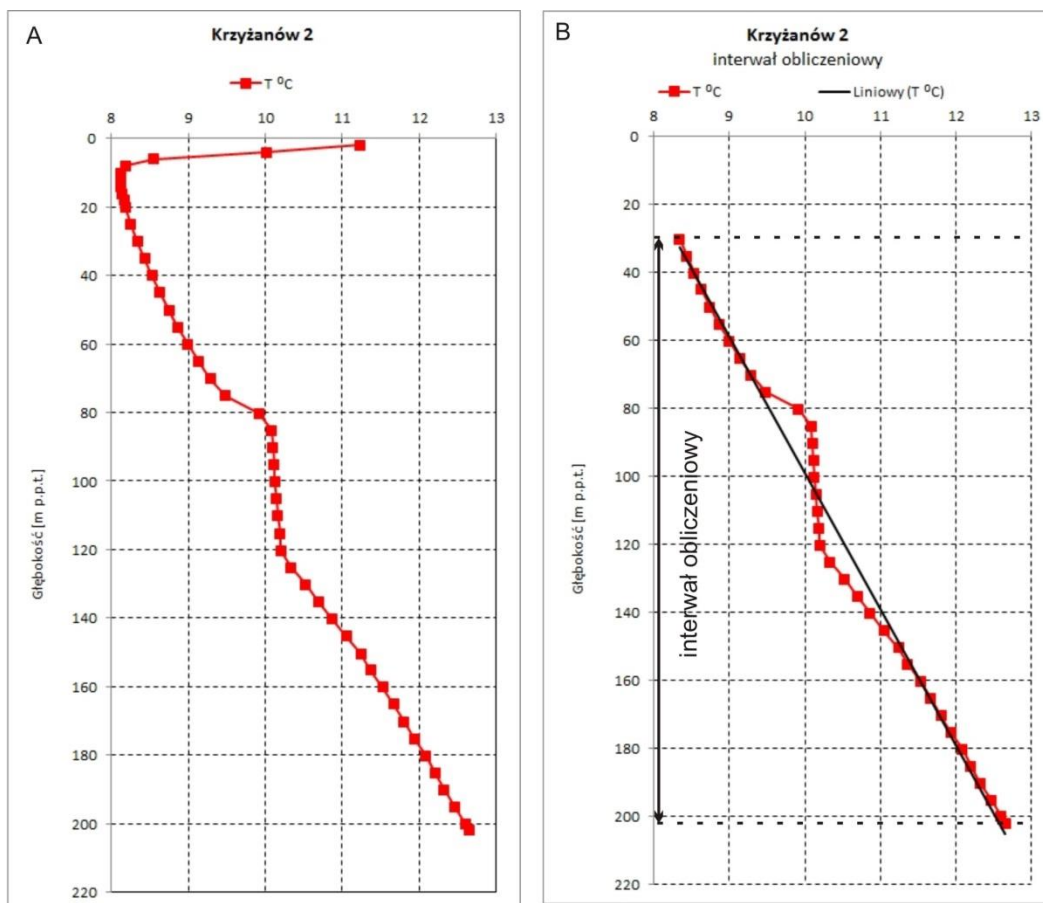 A
Krzyżanów 2
T ⁰C
8 9 10 11 12 13
0
20
40
60
80
100
120
140
160
180
200
220
Głębokość [m p.p.t.]
B
Krzyżanów 2
interwał obliczeniowy
T ⁰C Liniowy (T ⁰C)
8 9 10 11 12 13
0
20
40
60
80
100
120
140
160
180
200
220
Głębokość [m p.p.t.]
interwał obliczeniowy